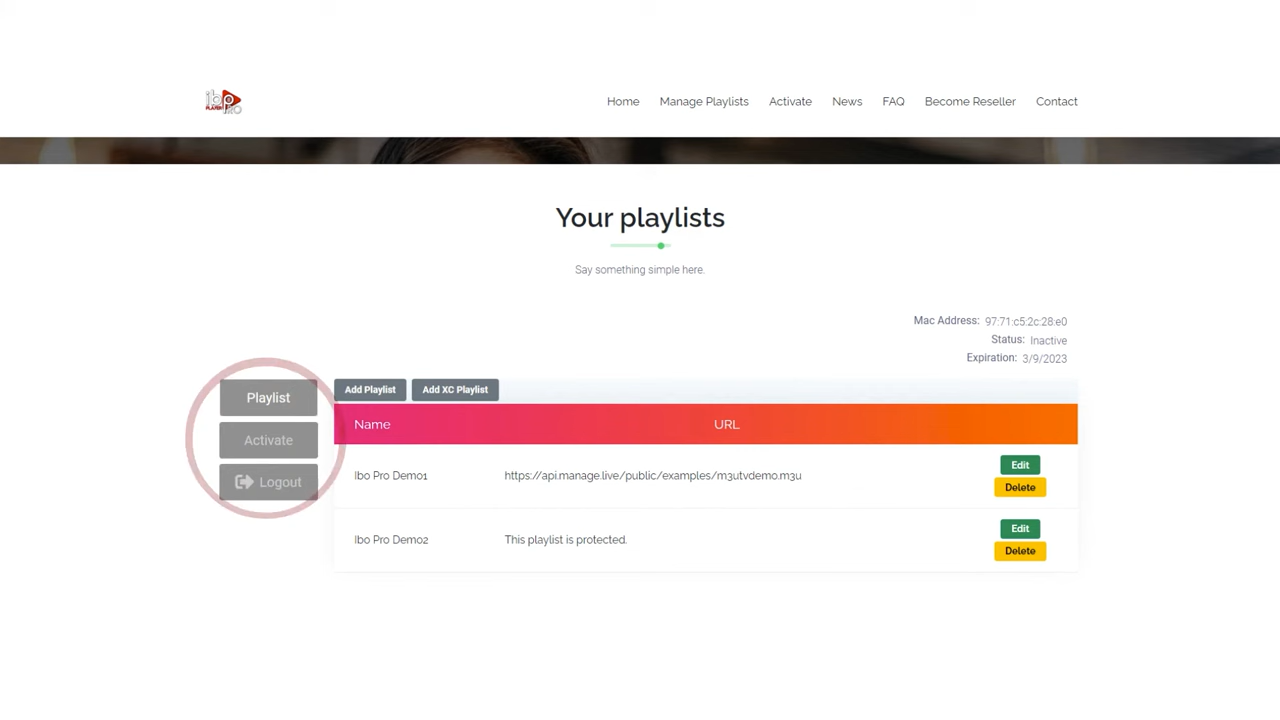 ibp
PLAYER PRO
Home Manage Playlists Activate News FAQ Become Reseller Contact
Your playlists
Say something simple here.
Mac Address: 97:71:c5:2c:28:e0
Status: Inactive
Expiration: 3/9/2023
Playlist
Activate
Logout
Add Playlist Add XC Playlist
Name URL
Ibo Pro Demo1 https://api.manage.live/public/examples/m3utvdemo.m3u Edit
Delete
Ibo Pro Demo2 This playlist is protected. Edit
Delete